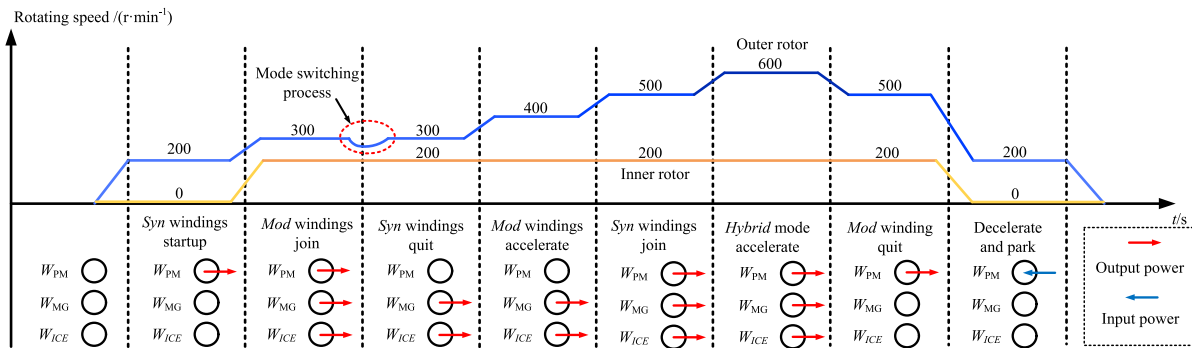 Rotating speed /(r·min⁻¹)
Outer rotor
600
Mode switching
process
500
500
400
300
300
200
200
200
200
200
200
Inner rotor
0
0
t/s
Syn windings
startup
Mod windings
join
Syn windings
quit
Mod windings
accelerate
Syn windings
join
Hybrid mode
accelerate
Mod winding
quit
Decelerate
and park
W_PM W_PM W_PM W_PM W_PM W_PM W_PM W_PM W_PM
W_MG W_MG W_MG W_MG W_MG W_MG W_MG W_MG W_MG
W_ICE W_ICE W_ICE W_ICE W_ICE W_ICE W_ICE W_ICE W_ICE
Output power
Input power